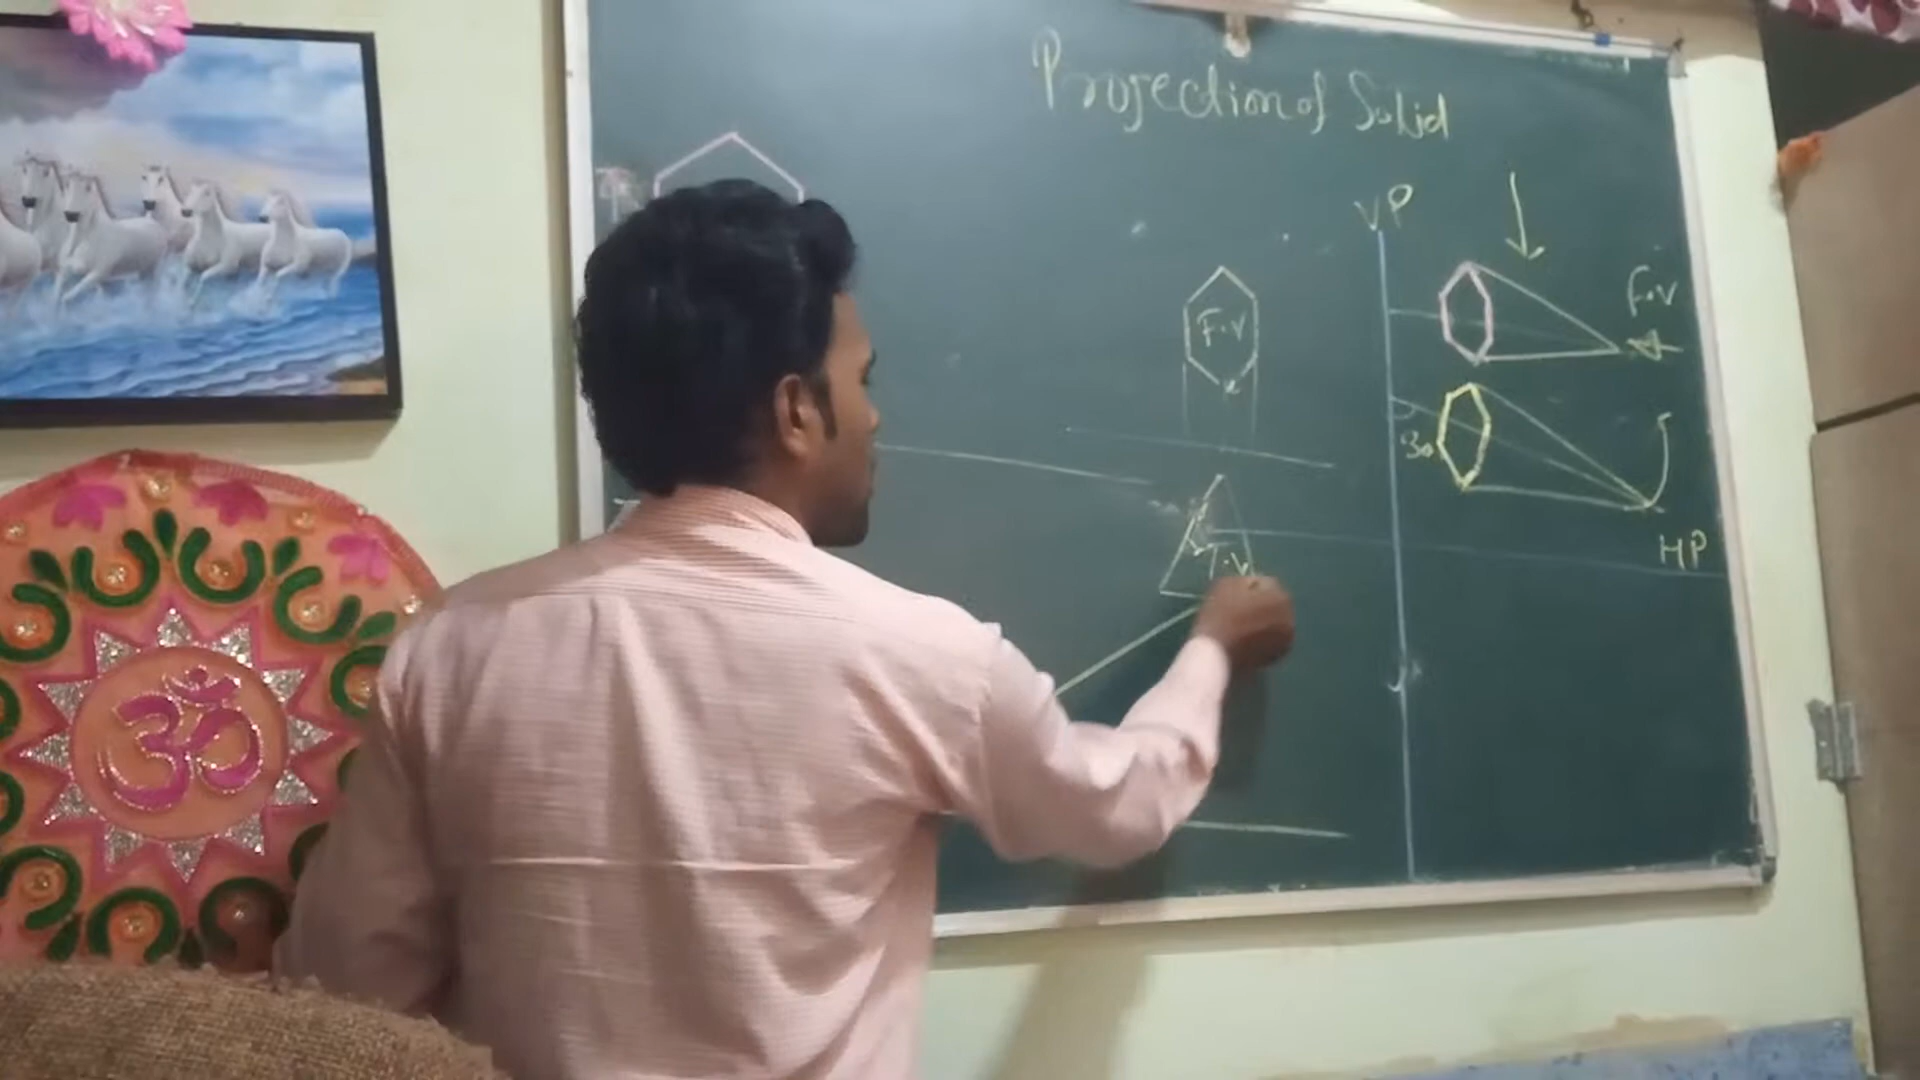 Projection of Solid
VP
F.V
F.V
30
T.V
HP
ॐ